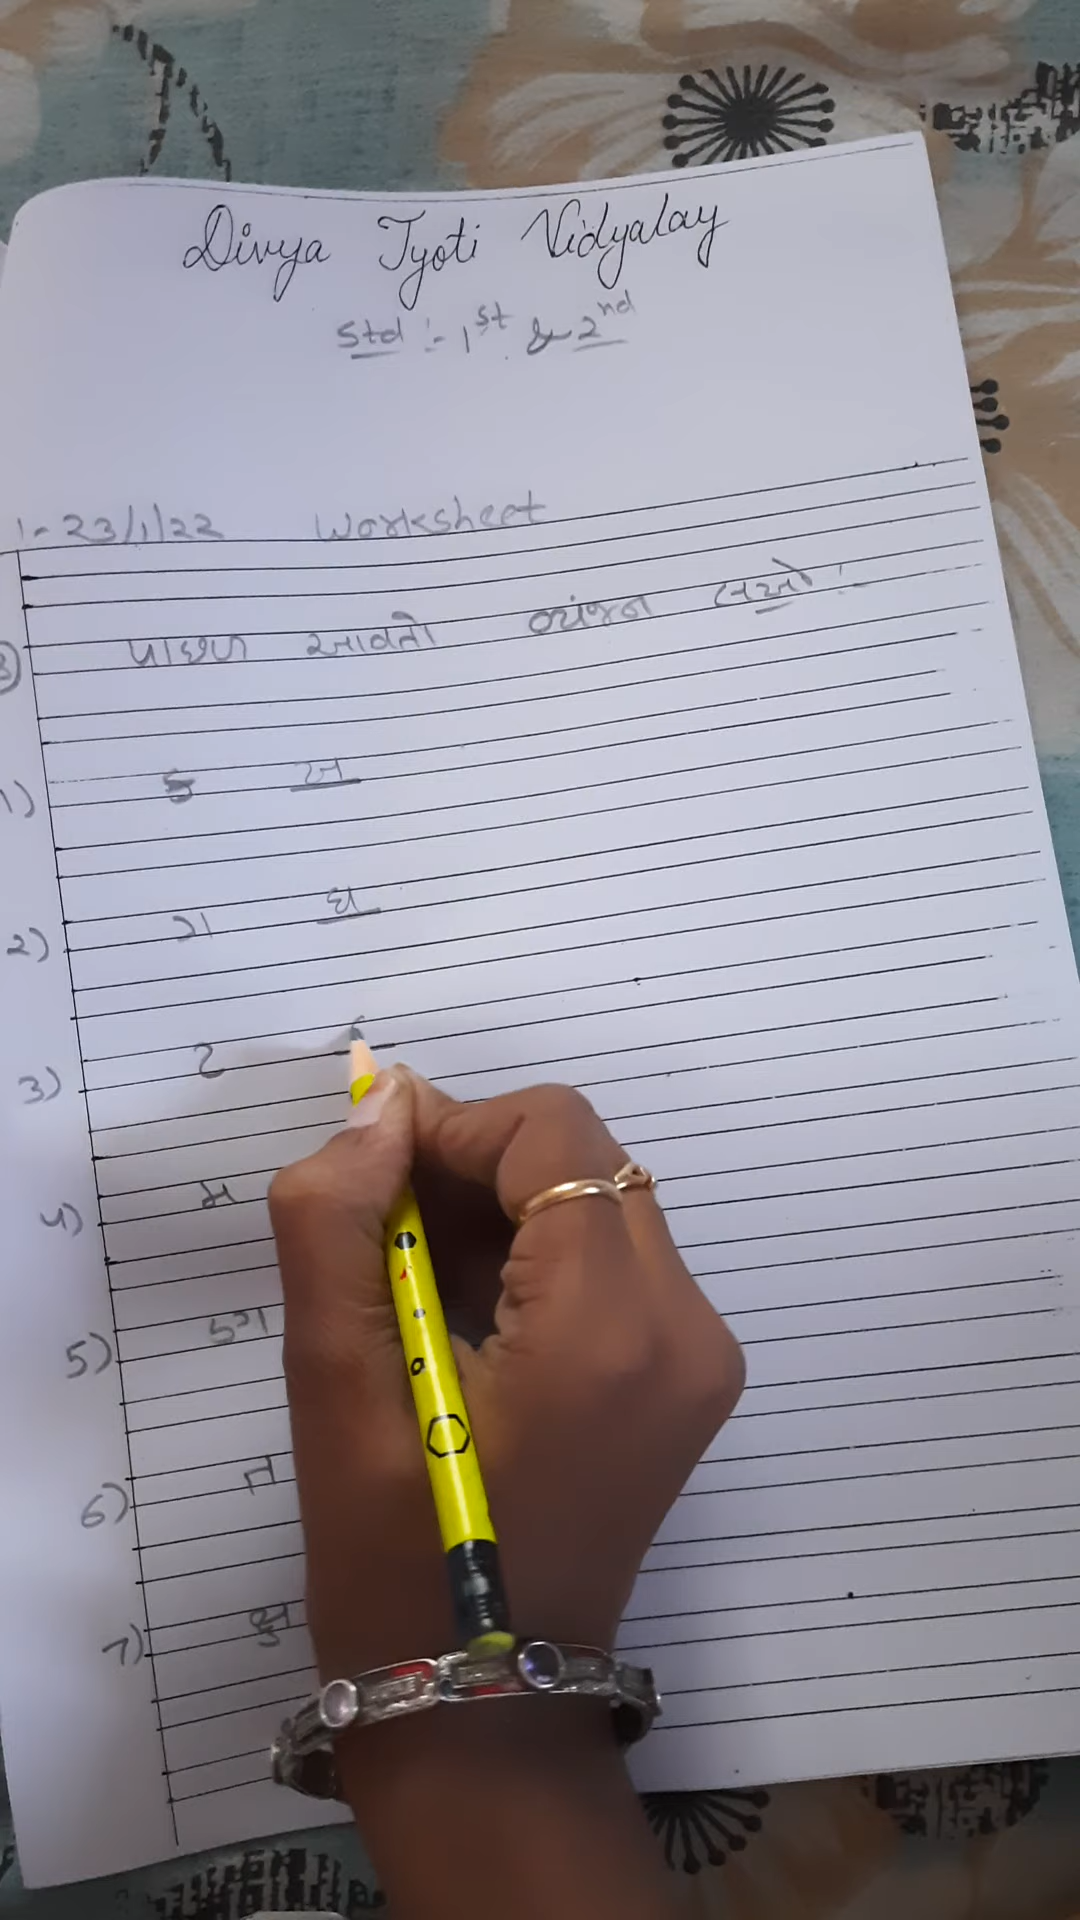 Divya Jyoti Vidyalay
Std :- 1st & 2nd
:- 23/1/22 Worksheet
પાછળ આવતો વ્યંજન લખો :-
1) ક ખ
2) ગ ઘ
3) ટ
4) મ
5) ણ
6) ન
7)